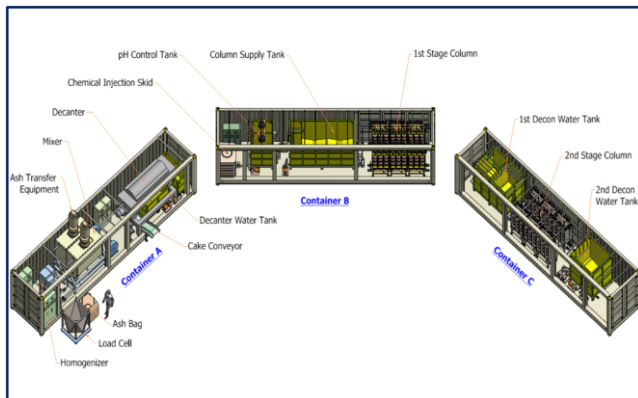 pH Control Tank
Column Supply Tank
1st Stage Column
Chemical Injection Skid
Decanter
Mixer
Ash Transfer
Equipment
Decanter Water Tank
Cake Conveyor
Container A
Ash Bag
Load Cell
Homogenizer
Container B
1st Decon Water Tank
2nd Stage Column
2nd Decon
Water Tank
Container C